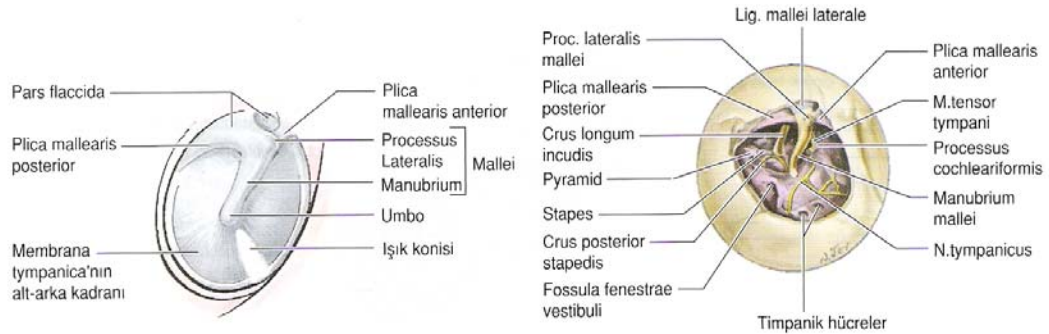 Pars flaccida
Plica mallearis
posterior
Membrana
tympanica'nın
alt-arka kadranı
Plica
mallearis anterior
Processus
Lateralis
Mallei
Manubrium
Umbo
Işık konisi
Lig. mallei laterale
Proc. lateralis
mallei
Plica mallearis
posterior
Crus longum
incudis
Pyramid
Stapes
Crus posterior
stapedis
Fossula fenestrae
vestibuli
Plica mallearis
anterior
M.tensor
tympani
Processus
cochleariformis
Manubrium
mallei
N.tympanicus
Timpanik hücreler